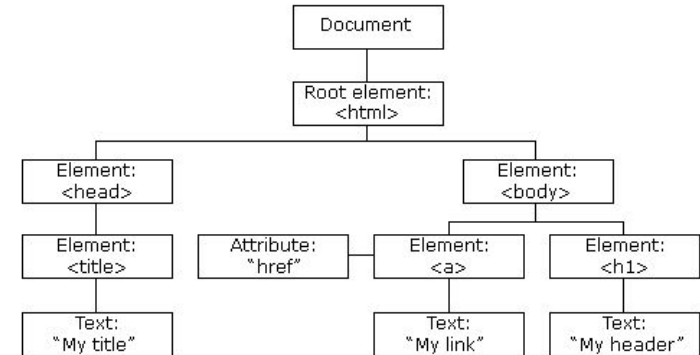 Document
Root element:
<html>
Element:
<head>
Element:
<body>
Element:
<title>
Attribute:
“href”
Element:
<a>
Element:
<h1>
Text:
“My title”
Text:
“My link”
Text:
“My header”